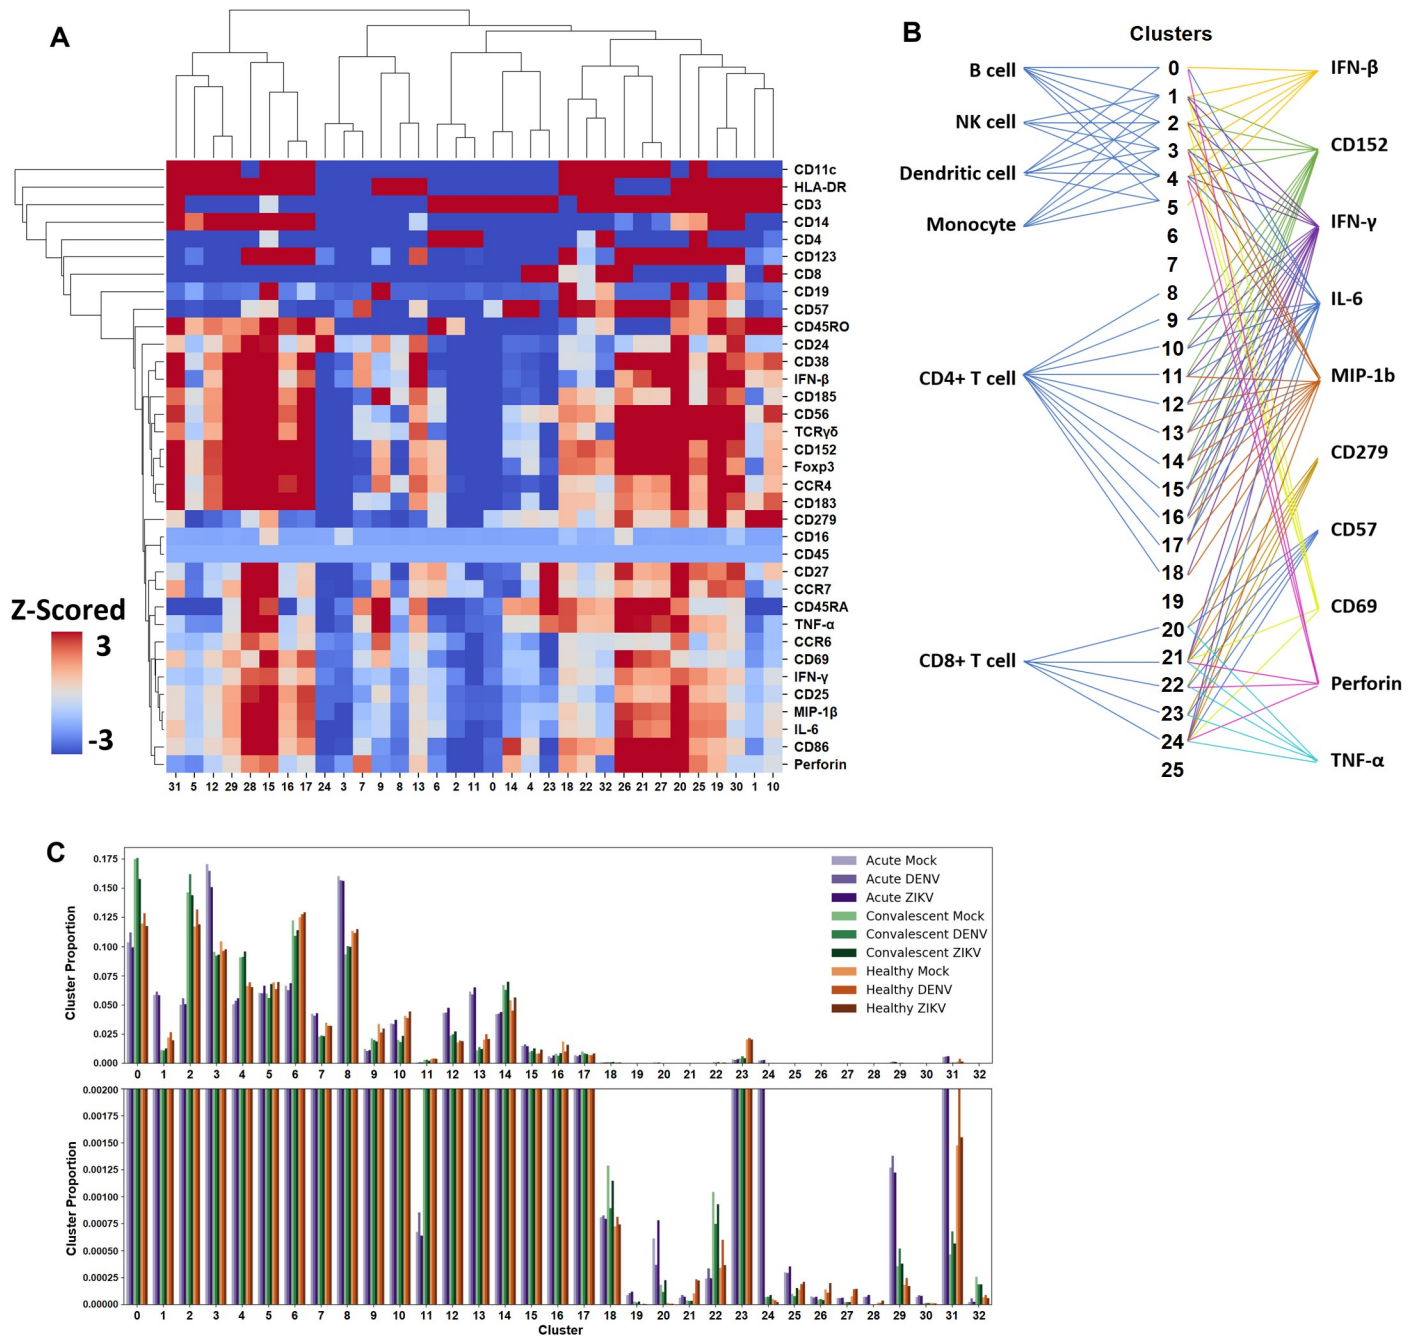 A
CD11c
HLA-DR
CD3
CD14
CD4
CD123
CD8
CD19
CD57
CD45RO
CD24
CD38
IFN-β
CD185
CD56
TCRγδ
CD152
Foxp3
CCR4
CD183
CD279
CD16
CD45
CD27
CCR7
CD45RA
TNF-α
CCR6
CD69
IFN-γ
CD25
MIP-1β
IL-6
CD86
Perforin
Z-Scored
3
-3
31 5 12 29 28 15 16 17 24 3 7 9 8 13 6 2 11 0 14 4 23 18 22 32 26 21 27 20 25 19 30 1 10
B
Clusters
B cell
NK cell
Dendritic cell
Monocyte
CD4+ T cell
CD8+ T cell
0
1
2
3
4
5
6
7
8
9
10
11
12
13
14
15
16
17
18
19
20
21
22
23
24
25
IFN-β
CD152
IFN-γ
IL-6
MIP-1b
CD279
CD57
CD69
Perforin
TNF-α
C
Cluster Proportion
0.175
0.150
0.125
0.100
0.075
0.050
0.025
0.000
Acute Mock
Acute DENV
Acute ZIKV
Convalescent Mock
Convalescent DENV
Convalescent ZIKV
Healthy Mock
Healthy DENV
Healthy ZIKV
0 1 2 3 4 5 6 7 8 9 10 11 12 13 14 15 16 17 18 19 20 21 22 23 24 25 26 27 28 29 30 31 32
Cluster Proportion
0.00200
0.00175
0.00150
0.00125
0.00100
0.00075
0.00050
0.00025
0.00000
0 1 2 3 4 5 6 7 8 9 10 11 12 13 14 15 16 17 18 19 20 21 22 23 24 25 26 27 28 29 30 31 32
Cluster